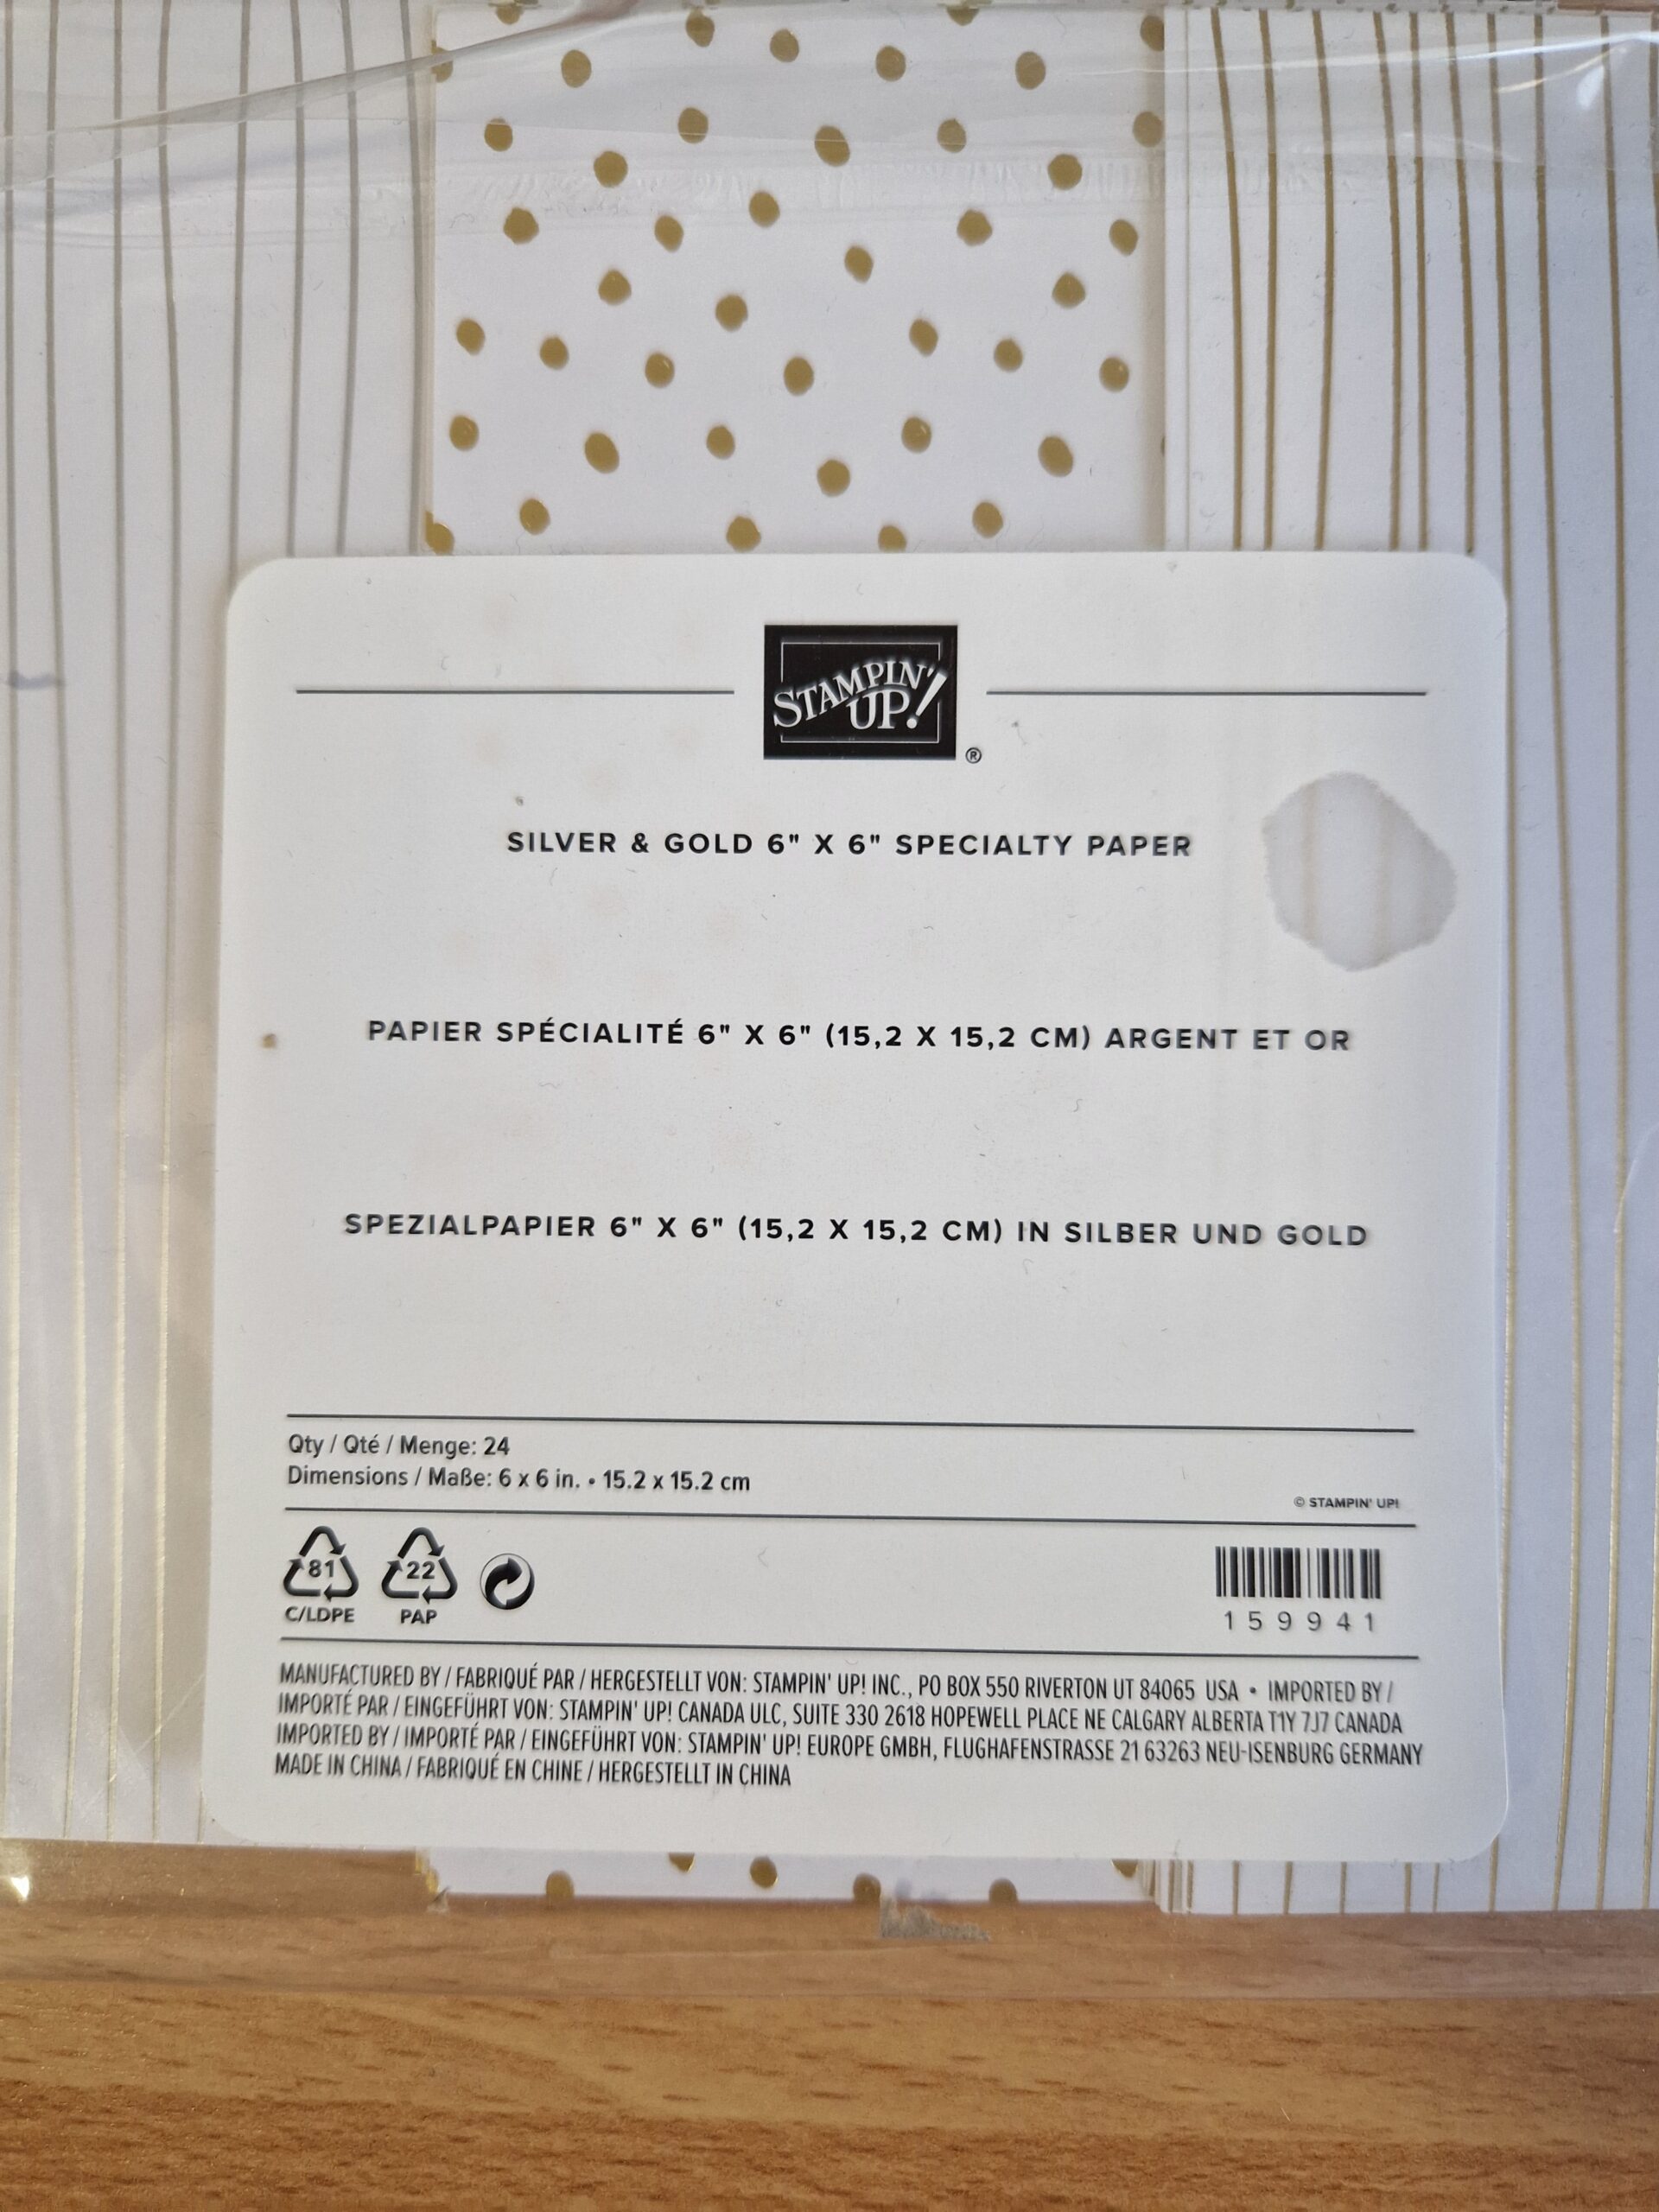 STAMPIN'
UP!
®
SILVER & GOLD 6" X 6" SPECIALTY PAPER
PAPIER SPÉCIALITÉ 6" X 6" (15,2 X 15,2 CM) ARGENT ET OR
SPEZIALPAPIER 6" X 6" (15,2 X 15,2 CM) IN SILBER UND GOLD
Qty / Qté / Menge: 24
Dimensions / Maße: 6 x 6 in. • 15.2 x 15.2 cm
© STAMPIN' UP!
81 22
C/LDPE PAP
159941
MANUFACTURED BY / FABRIQUÉ PAR / HERGESTELLT VON: STAMPIN' UP! INC., PO BOX 550 RIVERTON UT 84065 USA • IMPORTED BY /
IMPORTÉ PAR / EINGEFÜHRT VON: STAMPIN' UP! CANADA ULC, SUITE 330 2618 HOPEWELL PLACE NE CALGARY ALBERTA T1Y 7J7 CANADA
IMPORTED BY / IMPORTÉ PAR / EINGEFÜHRT VON: STAMPIN' UP! EUROPE GMBH, FLUGHAFENSTRASSE 21 63263 NEU-ISENBURG GERMANY
MADE IN CHINA / FABRIQUÉ EN CHINE / HERGESTELLT IN CHINA